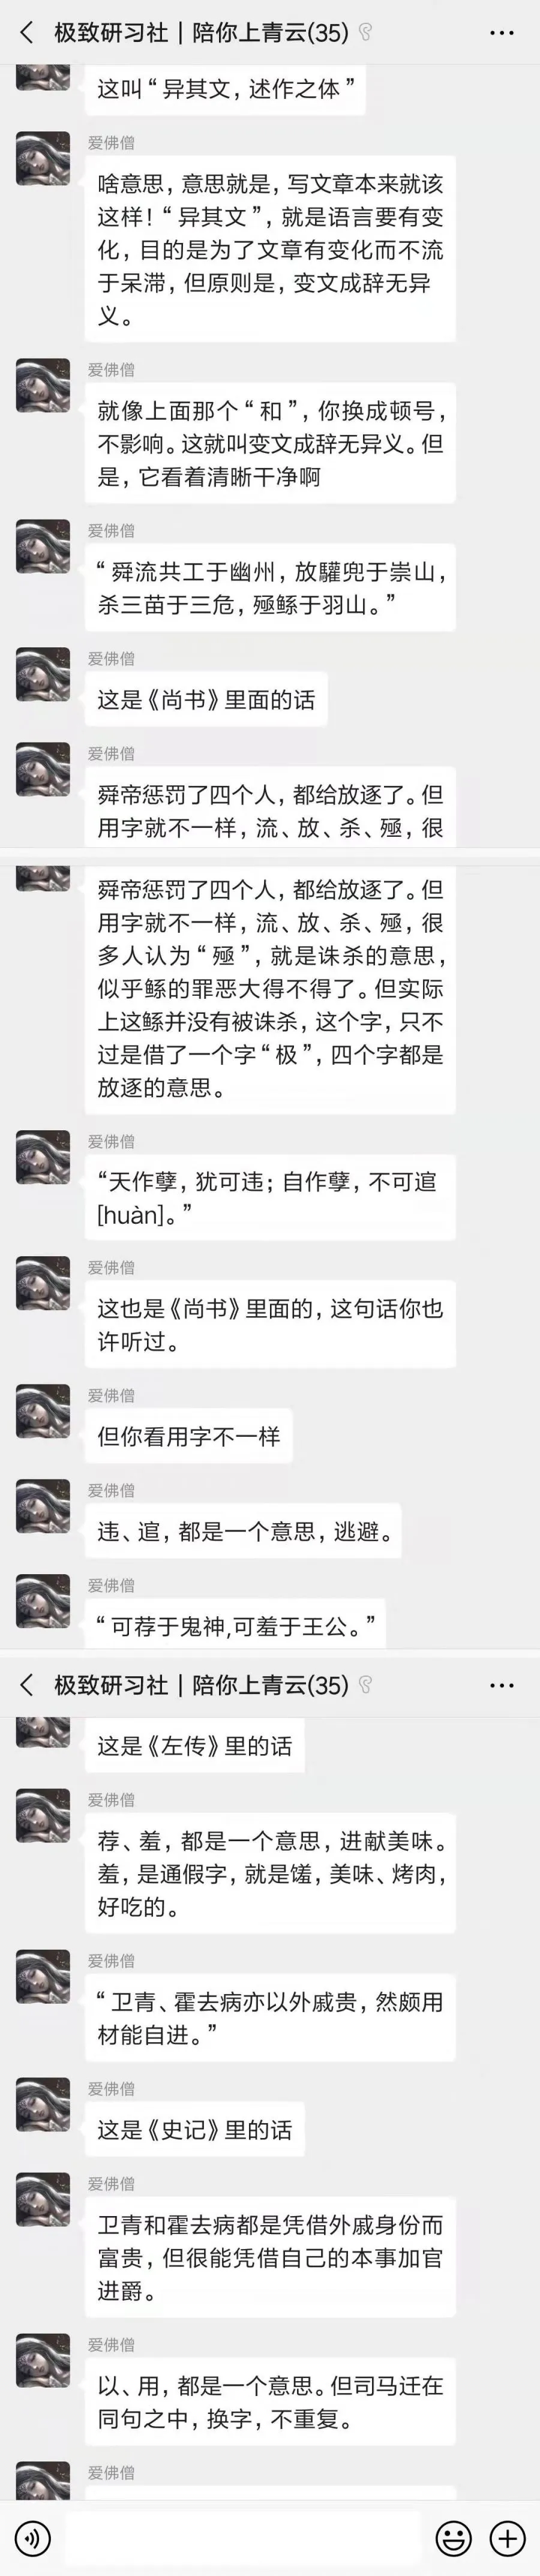 极致研习社 | 陪你上青云(35)
这叫“异其文，述作之体”
爱佛僧
啥意思，意思就是，写文章本来就该
这样！“异其文”，就是语言要有变
化，目的是为了文章有变化而不流
于呆滞，但原则是，变文成辞无异
义。
爱佛僧
就像上面那个“和”，你换成顿号，
不影响。这就叫变文成辞无异义。但
是，它看着清晰干净啊
爱佛僧
“舜流共工于幽州，放驩兜于崇山，
杀三苗于三危，殛鲧于羽山。”
爱佛僧
这是《尚书》里面的话
爱佛僧
舜帝惩罚了四个人，都给放逐了。但
用字就不一样，流、放、杀、殛，很
舜帝惩罚了四个人，都给放逐了。但
用字就不一样，流、放、杀、殛，很
多人认为“殛”，就是诛杀的意思，
似乎鲧的罪恶大得不得了。但实际
上这鲧并没有被诛杀，这个字，只不
过是借了一个字“极”，四个字都是
放逐的意思。
爱佛僧
“天作孽，犹可违；自作孽，不可逭
[huàn]。”
爱佛僧
这也是《尚书》里面的，这句话你也
许听过。
爱佛僧
但你看用字不一样
爱佛僧
违、逭，都是一个意思，逃避。
爱佛僧
“可荐于鬼神,可羞于王公。”
极致研习社 | 陪你上青云(35)
这是《左传》里的话
爱佛僧
荐、羞，都是一个意思，进献美味。
羞，是通假字，就是馐，美味、烤肉，
好吃的。
爱佛僧
“卫青、霍去病亦以外戚贵，然颇用
材能自进。”
爱佛僧
这是《史记》里的话
爱佛僧
卫青和霍去病都是凭借外戚身份而
富贵，但很能凭借自己的本事加官
进爵。
爱佛僧
以、用，都是一个意思。但司马迁在
同句之中，换字，不重复。
爱佛僧